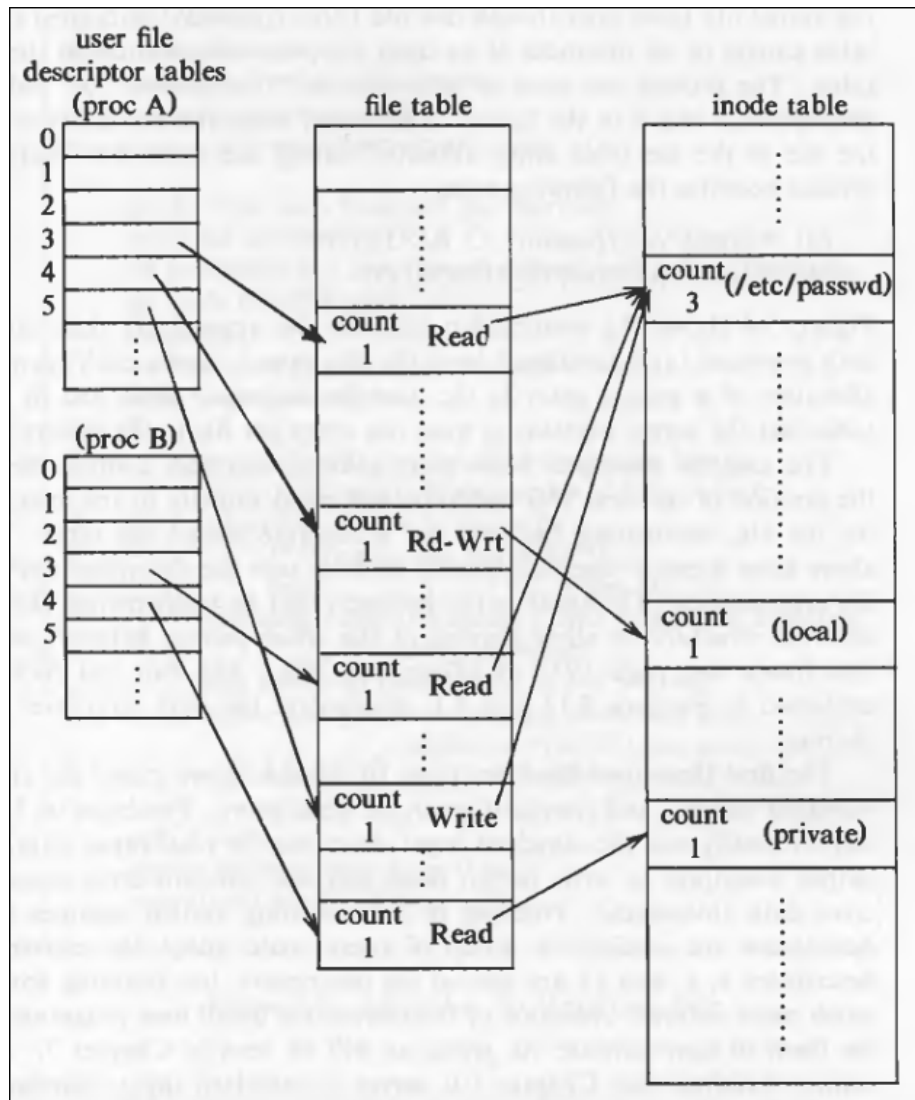 user file
descriptor tables
(proc A)
0
1
2
3
4
5
(proc B)
0
1
2
3
4
5
file table
count
1 Read
count
1 Rd-Wrt
count
1 Read
count
1 Write
count
1 Read
inode table
count
3 (/etc/passwd)
count
1 (local)
count
1 (private)